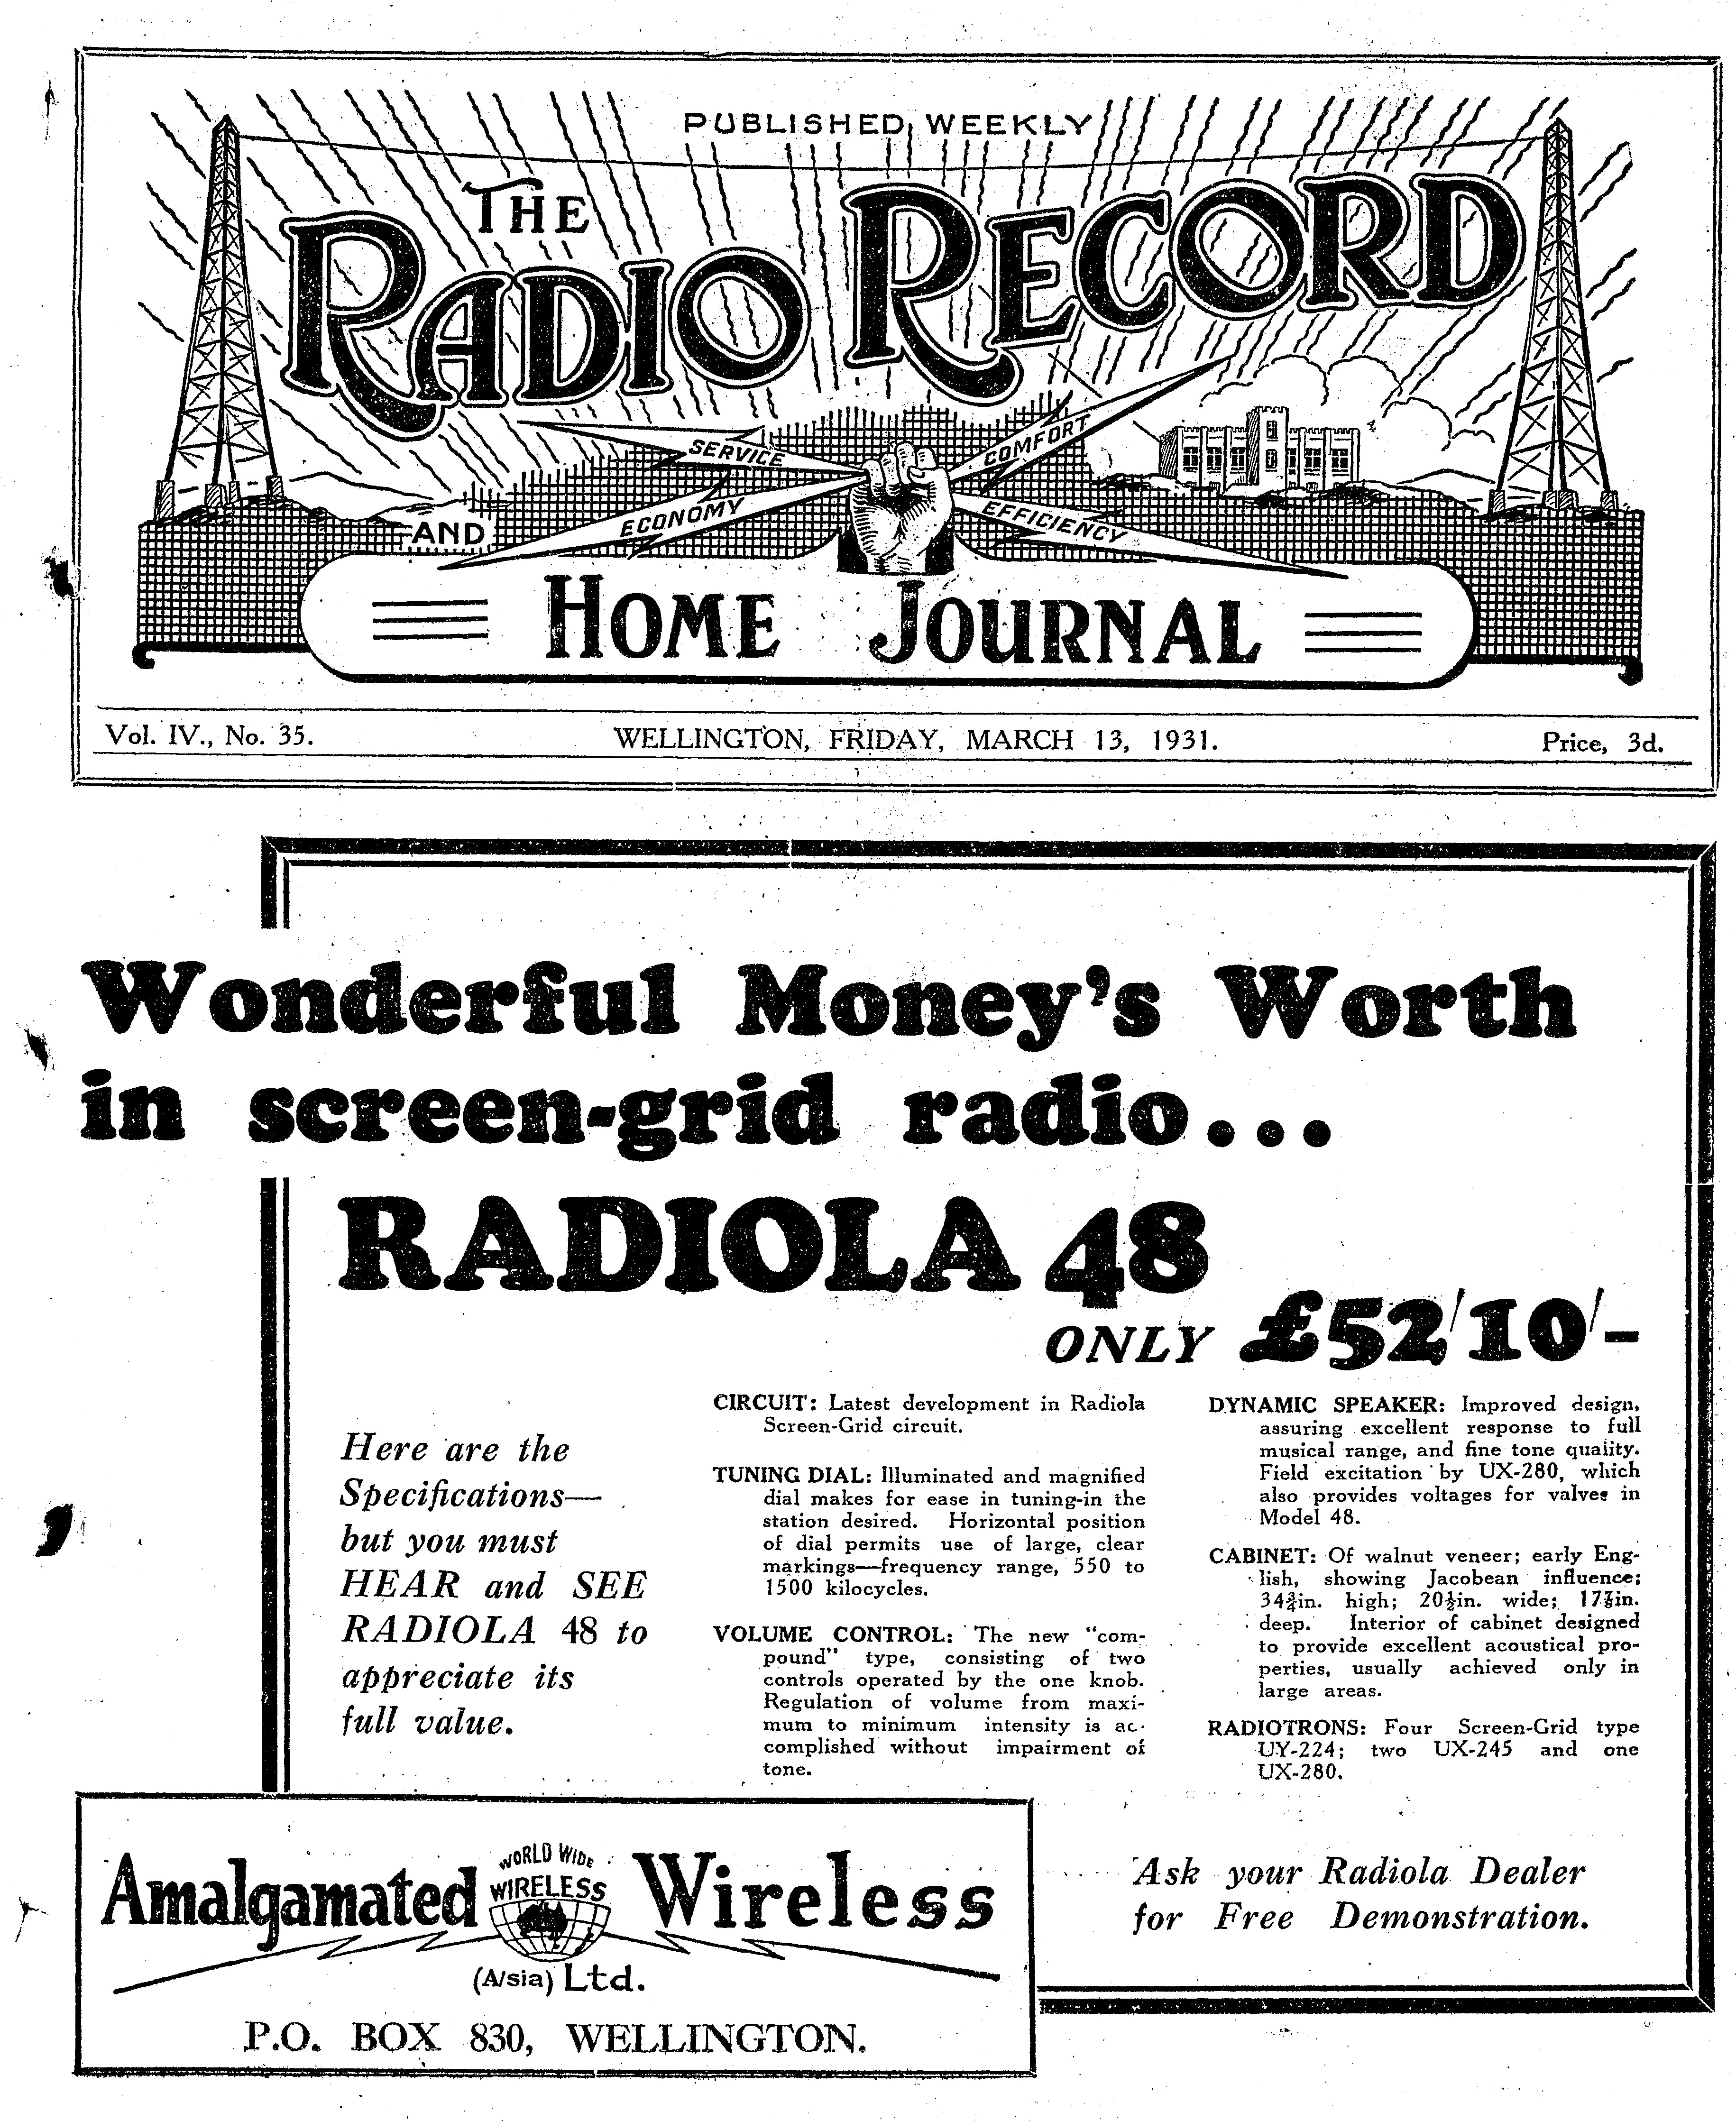 PUBLISHED WEEKLY
THE
RADIO RECORD
SERVICE
COMFORT
ECONOMY
EFFICIENCY
AND
HOME JOURNAL
Vol. IV., No. 35.
WELLINGTON, FRIDAY, MARCH 13, 1931.
Price, 3d.
Wonderful Money's Worth
in screen-grid radio...
RADIOLA 48
ONLY £52/10/-
Here are the
Specifications—
but you must
HEAR and SEE
RADIOLA 48 to
appreciate its
full value.
CIRCUIT: Latest development in Radiola
Screen-Grid circuit.
TUNING DIAL: Illuminated and magnified
dial makes for ease in tuning-in the
station desired. Horizontal position
of dial permits use of large, clear
markings—frequency range, 550 to
1500 kilocycles.
VOLUME CONTROL: The new "com-
pound" type, consisting of two
controls operated by the one knob.
Regulation of volume from maxi-
mum to minimum intensity is ac-
complished without impairment of
tone.
DYNAMIC SPEAKER: Improved design,
assuring excellent response to full
musical range, and fine tone quality.
Field excitation by UX-280, which
also provides voltages for valves in
Model 48.
CABINET: Of walnut veneer; early Eng-
lish, showing Jacobean influence;
34¾in. high; 20½in. wide; 17⅞in.
deep. Interior of cabinet designed
to provide excellent acoustical pro-
perties, usually achieved only in
large areas.
RADIOTRONS: Four Screen-Grid type
UY-224; two UX-245 and one
UX-280.
Amalgamated Wireless
WORLD WIDE
WIRELESS
(A/sia) Ltd.
P.O. BOX 830, WELLINGTON.
Ask your Radiola Dealer
for Free Demonstration.